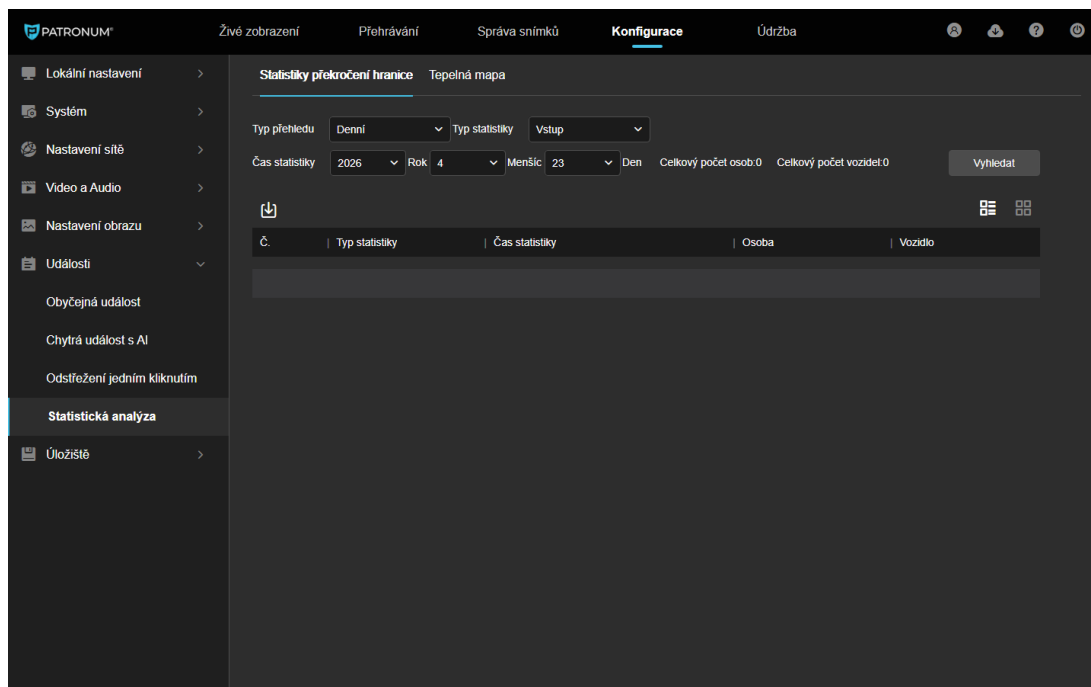 PATRONUM®
Živé zobrazení Přehrávání Správa snímků Konfigurace Údržba
Lokální nastavení
Systém
Nastavení sítě
Video a Audio
Nastavení obrazu
Události
Obyčejná událost
Chytrá událost s AI
Odstřežení jedním kliknutím
Statistická analýza
Úložiště
Statistiky překročení hranice Tepelná mapa
Typ přehledu Denní Typ statistiky Vstup
Čas statistiky 2026 Rok 4 Menšíc 23 Den Celkový počet osob:0 Celkový počet vozidel:0 Vyhledat
Č. | Typ statistiky | Čas statistiky | Osoba | Vozidlo